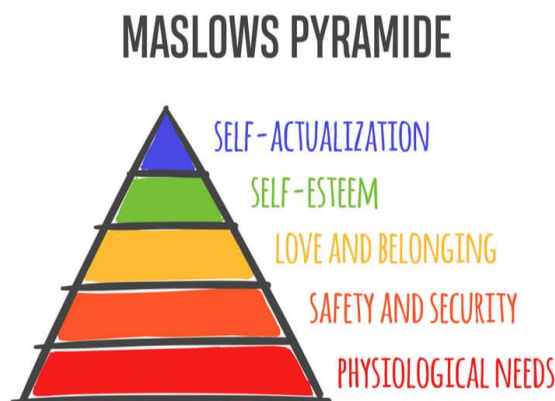 MASLOWS PYRAMIDE
SELF-ACTUALIZATION
SELF-ESTEEM
LOVE AND BELONGING
SAFETY AND SECURITY
PHYSIOLOGICAL NEEDS